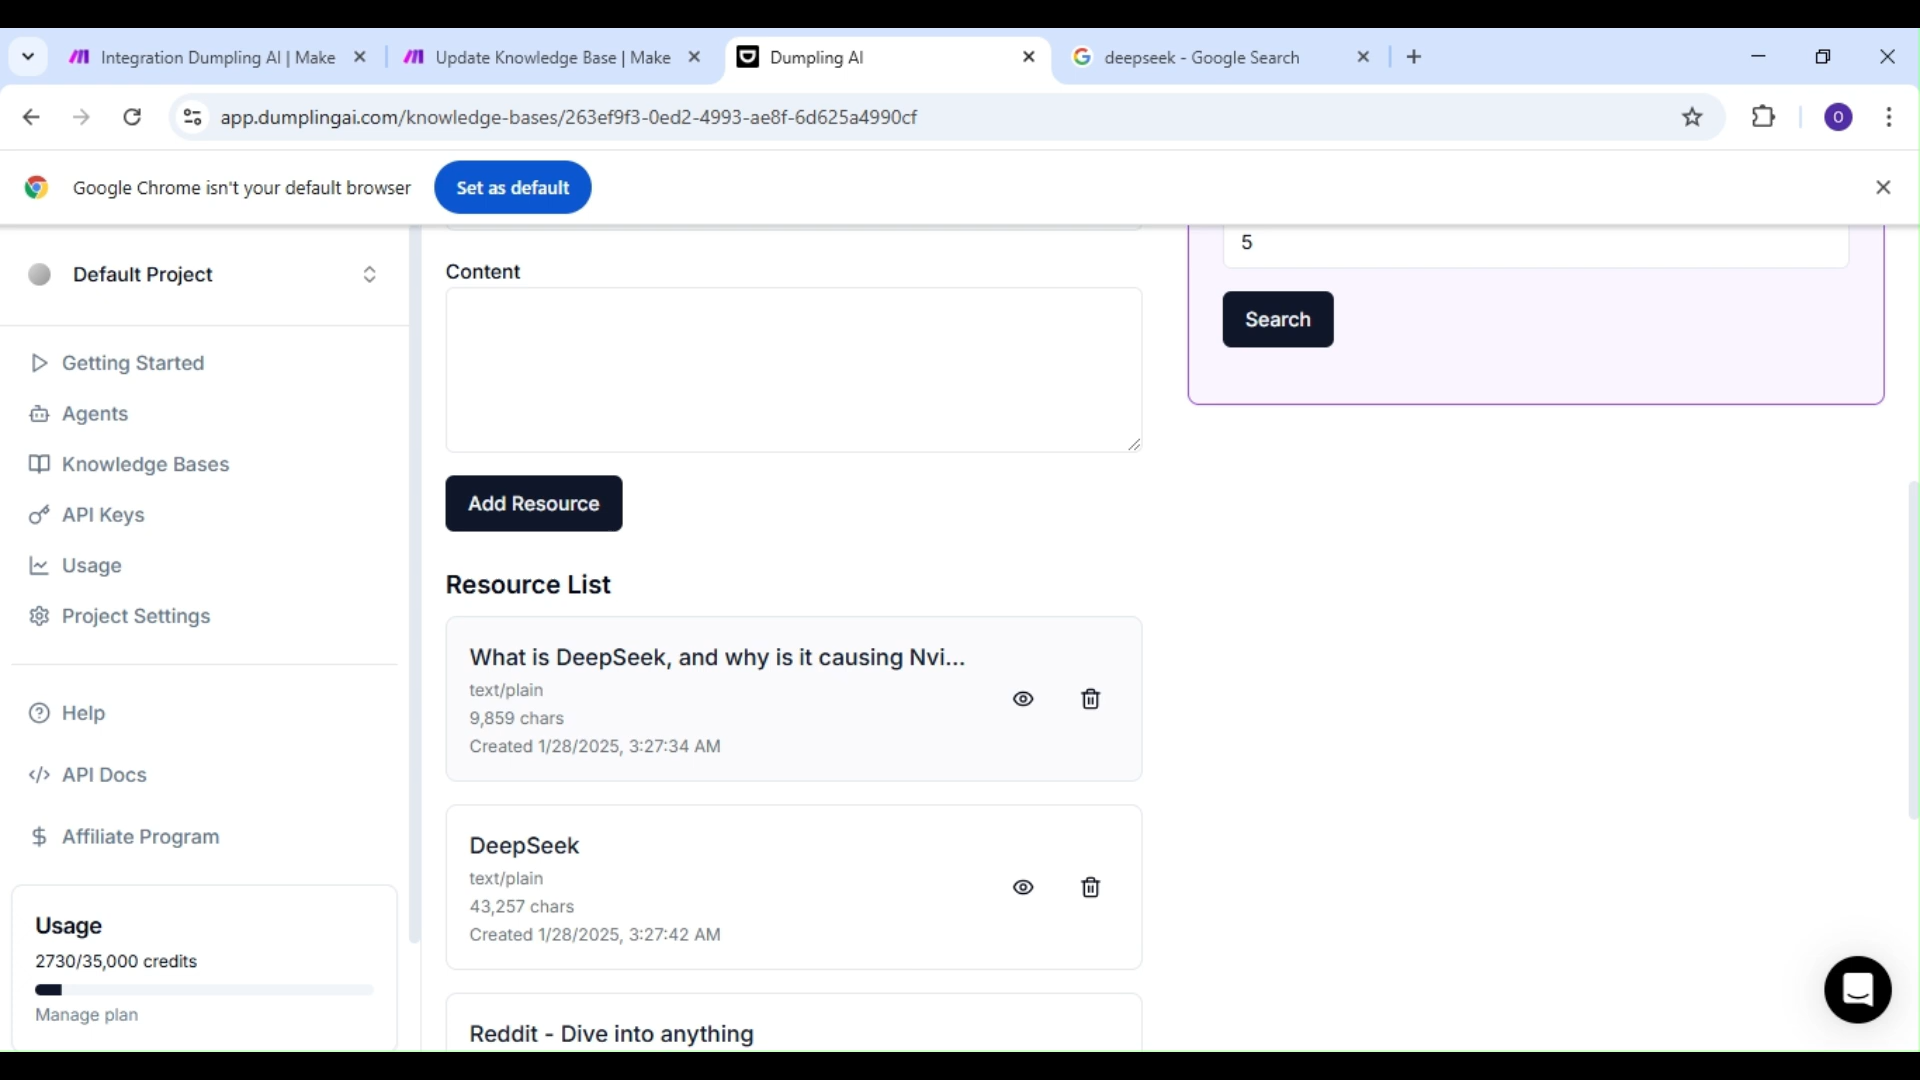 Integration Dumpling AI | Make
Update Knowledge Base | Make
Dumpling AI
deepseek - Google Search
app.dumplingai.com/knowledge-bases/263ef9f3-0ed2-4993-ae8f-6d625a4990cf
O
Google Chrome isn't your default browser
Set as default
Default Project
Getting Started
Agents
Knowledge Bases
API Keys
Usage
Project Settings
Help
API Docs
Affiliate Program
Usage
2730/35,000 credits
Manage plan
Content
Add Resource
Resource List
What is DeepSeek, and why is it causing Nvi...
text/plain
9,859 chars
Created 1/28/2025, 3:27:34 AM
DeepSeek
text/plain
43,257 chars
Created 1/28/2025, 3:27:42 AM
Reddit - Dive into anything
5
Search